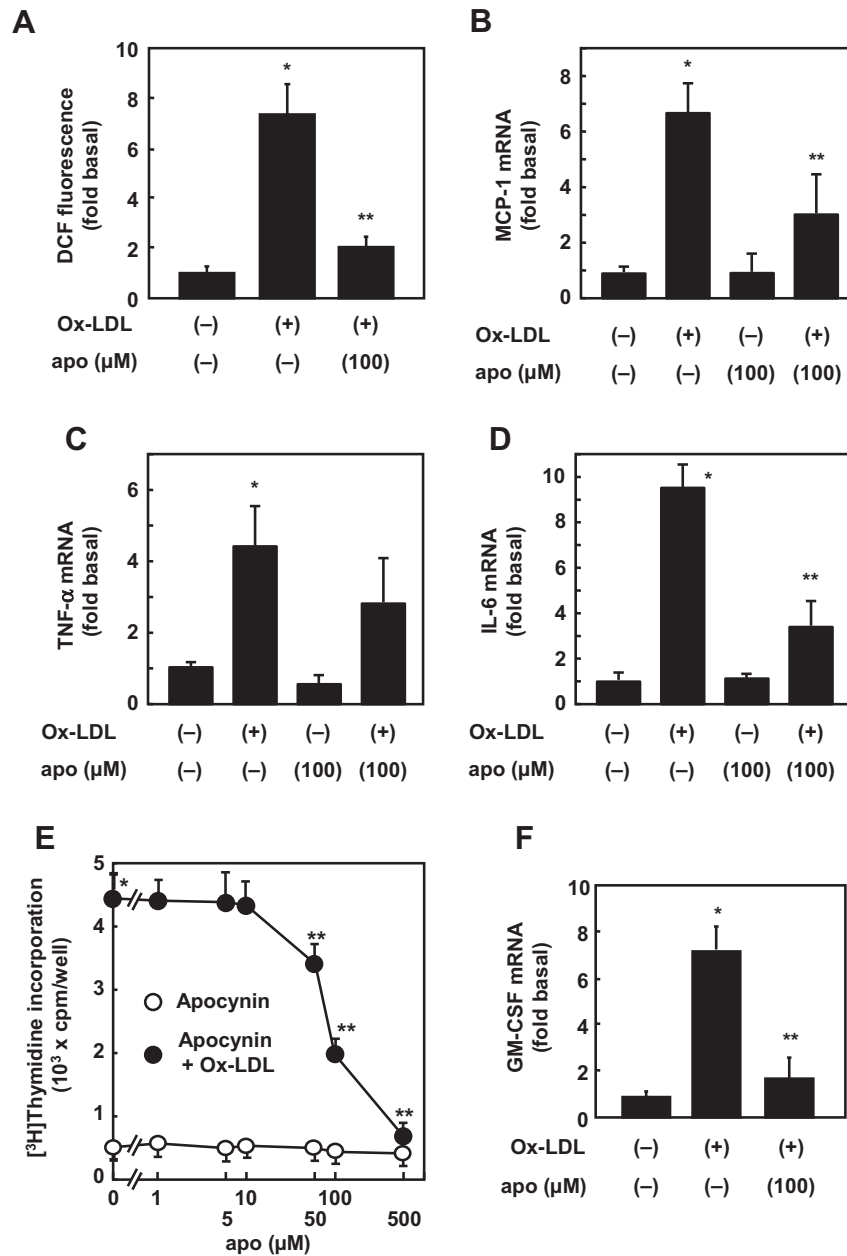 A
DCF fluorescence
(fold basal)
10
8
6
4
2
0
*
**
Ox-LDL (–) (+) (+)
apo (µM) (–) (–) (100)
B
MCP-1 mRNA
(fold basal)
8
6
4
2
0
*
**
Ox-LDL (–) (+) (–) (+)
apo (µM) (–) (–) (100) (100)
C
TNF-α mRNA
(fold basal)
6
4
2
0
*
Ox-LDL (–) (+) (–) (+)
apo (µM) (–) (–) (100) (100)
D
IL-6 mRNA
(fold basal)
10
8
6
4
2
0
*
**
Ox-LDL (–) (+) (–) (+)
apo (µM) (–) (–) (100) (100)
E
[³H]Thymidine incorporation
(10³ x cpm/well)
5
4
3
2
1
0
*
**
**
**
Apocynin
Apocynin
+ Ox-LDL
0 1 10 100
5 50 500
apo (µM)
F
GM-CSF mRNA
(fold basal)
10
8
6
4
2
0
*
**
Ox-LDL (–) (+) (+)
apo (µM) (–) (–) (100)